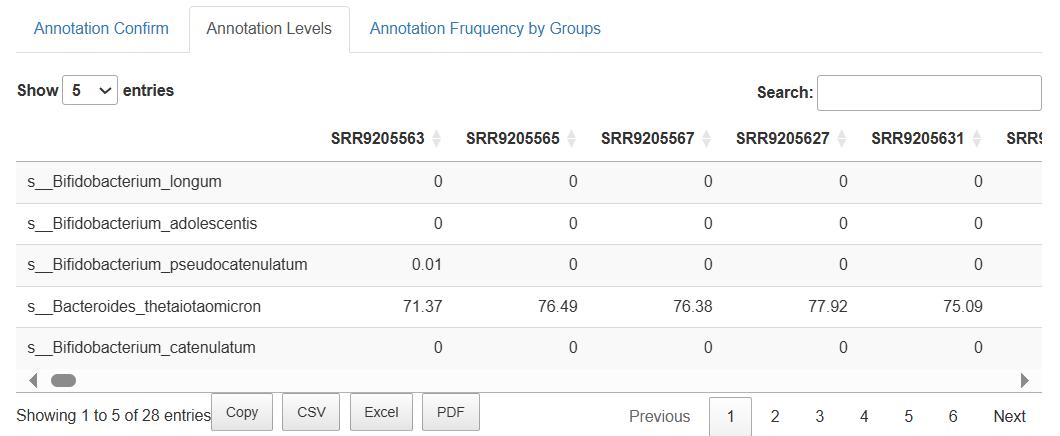 Annotation Confirm Annotation Levels Annotation Fruquency by Groups
Show 5 entries Search:
SRR9205563 SRR9205565 SRR9205567 SRR9205627 SRR9205631
s__Bifidobacterium_longum 0 0 0 0 0
s__Bifidobacterium_adolescentis 0 0 0 0 0
s__Bifidobacterium_pseudocatenulatum 0.01 0 0 0 0
s__Bacteroides_thetaiotaomicron 71.37 76.49 76.38 77.92 75.09
s__Bifidobacterium_catenulatum 0 0 0 0 0
Showing 1 to 5 of 28 entries Copy CSV Excel PDF Previous 1 2 3 4 5 6 Next